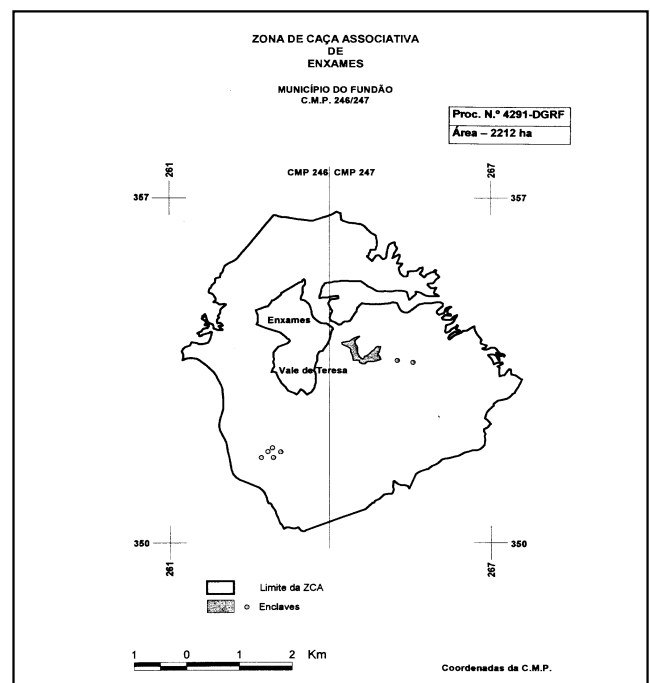 ZONA DE CAÇA ASSOCIATIVA
DE
ENXAMES
MUNICÍPIO DO FUNDÃO
C.M.P. 246/247
Proc. N.º 4291-DGRF
Área – 2212 ha
261
CMP 246 CMP 247
267
357
357
Enxames
Vale de Teresa
350
350
261
267
Limite da ZCA
Enclaves
1 0 1 2 Km
Coordenadas da C.M.P.